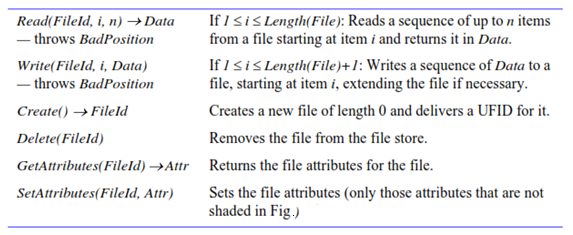 Read(FileId, i, n) → Data If 1 ≤ i ≤ Length(File): Reads a sequence of up to n items
— throws BadPosition from a file starting at item i and returns it in Data.
Write(FileId, i, Data) If 1 ≤ i ≤ Length(File)+1: Writes a sequence of Data to a
— throws BadPosition file, starting at item i, extending the file if necessary.
Create() → FileId Creates a new file of length 0 and delivers a UFID for it.
Delete(FileId) Removes the file from the file store.
GetAttributes(FileId) → Attr Returns the file attributes for the file.
SetAttributes(FileId, Attr) Sets the file attributes (only those attributes that are not
shaded in Fig.)